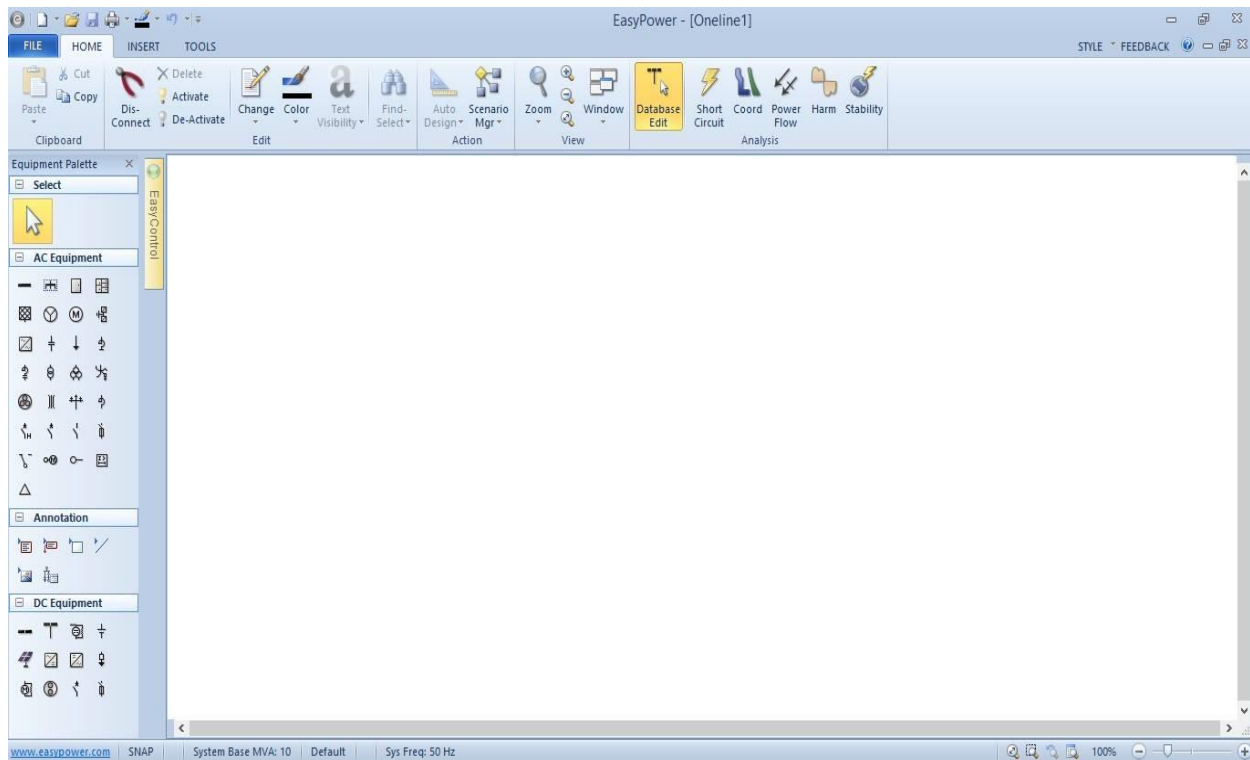 EasyPower - [Oneline1]
FILE HOME INSERT TOOLS STYLE FEEDBACK
Paste
Cut
Copy
Clipboard
Dis-
Connect
Delete
Activate
De-Activate
Change
Color
Text
Visibility
Edit
Find-
Select
Auto
Design
Scenario
Mgr
Action
Zoom
Window
View
Database
Edit
Short
Circuit
Coord
Power
Flow
Harm
Stability
Analysis
Equipment Palette
EasyControl
Select
AC Equipment
Annotation
DC Equipment
www.easypower.com SNAP System Base MVA: 10 Default Sys Freq: 50 Hz 100%